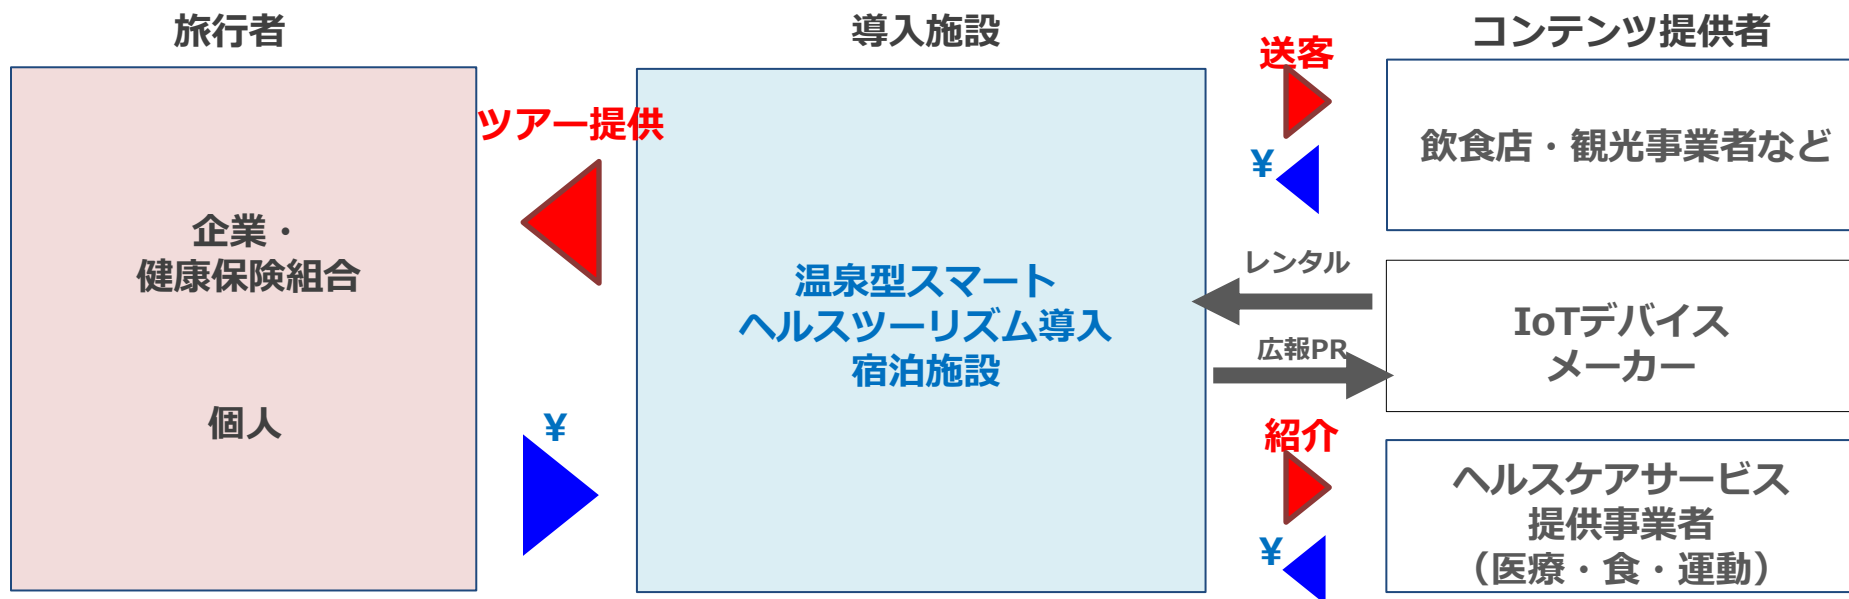 旅行者
導入施設
コンテンツ提供者
企業・
健康保険組合
個人
ツアー提供
¥
温泉型スマート
ヘルスツーリズム導入
宿泊施設
送客
¥
レンタル
広報PR
紹介
¥
飲食店・観光事業者など
IoTデバイス
メーカー
ヘルスケアサービス
提供事業者
（医療・食・運動）